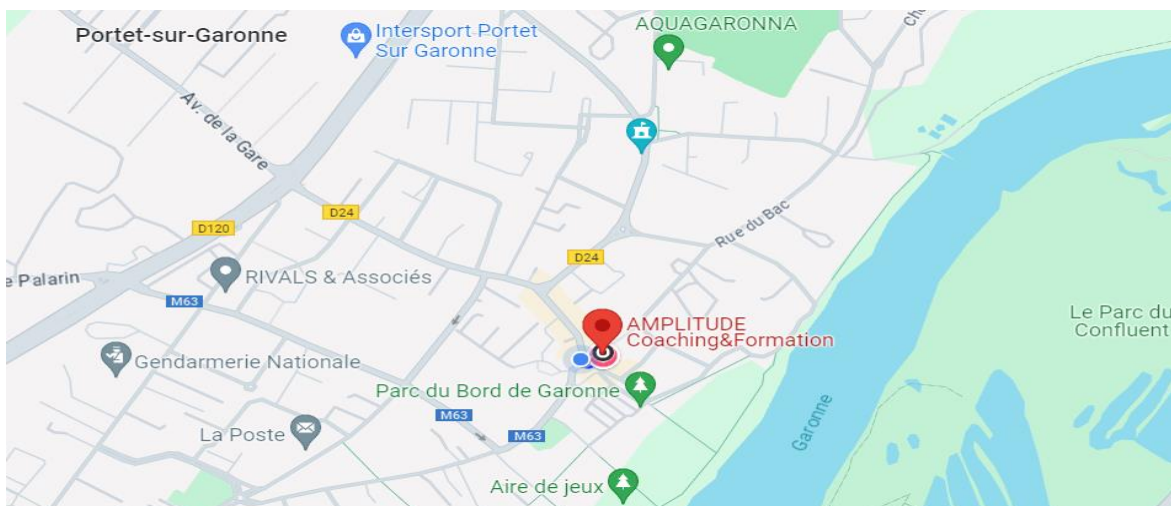 AQUAGARONNA
Portet-sur-Garonne
Intersport Portet
Sur Garonne
Av. de la Gare
D24
Rue du Bac
D120
D24
Palarin
RIVALS & Associés
M63
AMPLITUDE
Coaching&Formation
Le Parc du
Confluent
Gendarmerie Nationale
Parc du Bord de Garonne
Garonne
M63
La Poste
M63
Aire de jeux